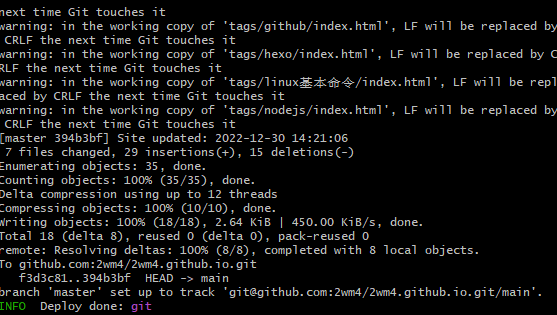 next time Git touches it
warning: in the working copy of 'tags/github/index.html', LF will be replaced by
 CRLF the next time Git touches it
warning: in the working copy of 'tags/hexo/index.html', LF will be replaced by C
RLF the next time Git touches it
warning: in the working copy of 'tags/linux基本命令/index.html', LF will be repl
aced by CRLF the next time Git touches it
warning: in the working copy of 'tags/nodejs/index.html', LF will be replaced by
 CRLF the next time Git touches it
[master 394b3bf] Site updated: 2022-12-30 14:21:06
 7 files changed, 29 insertions(+), 15 deletions(-)
Enumerating objects: 35, done.
Counting objects: 100% (35/35), done.
Delta compression using up to 12 threads
Compressing objects: 100% (10/10), done.
Writing objects: 100% (18/18), 2.64 KiB | 450.00 KiB/s, done.
Total 18 (delta 8), reused 0 (delta 0), pack-reused 0
remote: Resolving deltas: 100% (8/8), completed with 8 local objects.
To github.com:2wm4/2wm4.github.io.git
   f3d3c81..394b3bf  HEAD -> main
branch 'master' set up to track 'git@github.com:2wm4/2wm4.github.io.git/main'.
INFO  Deploy done: git